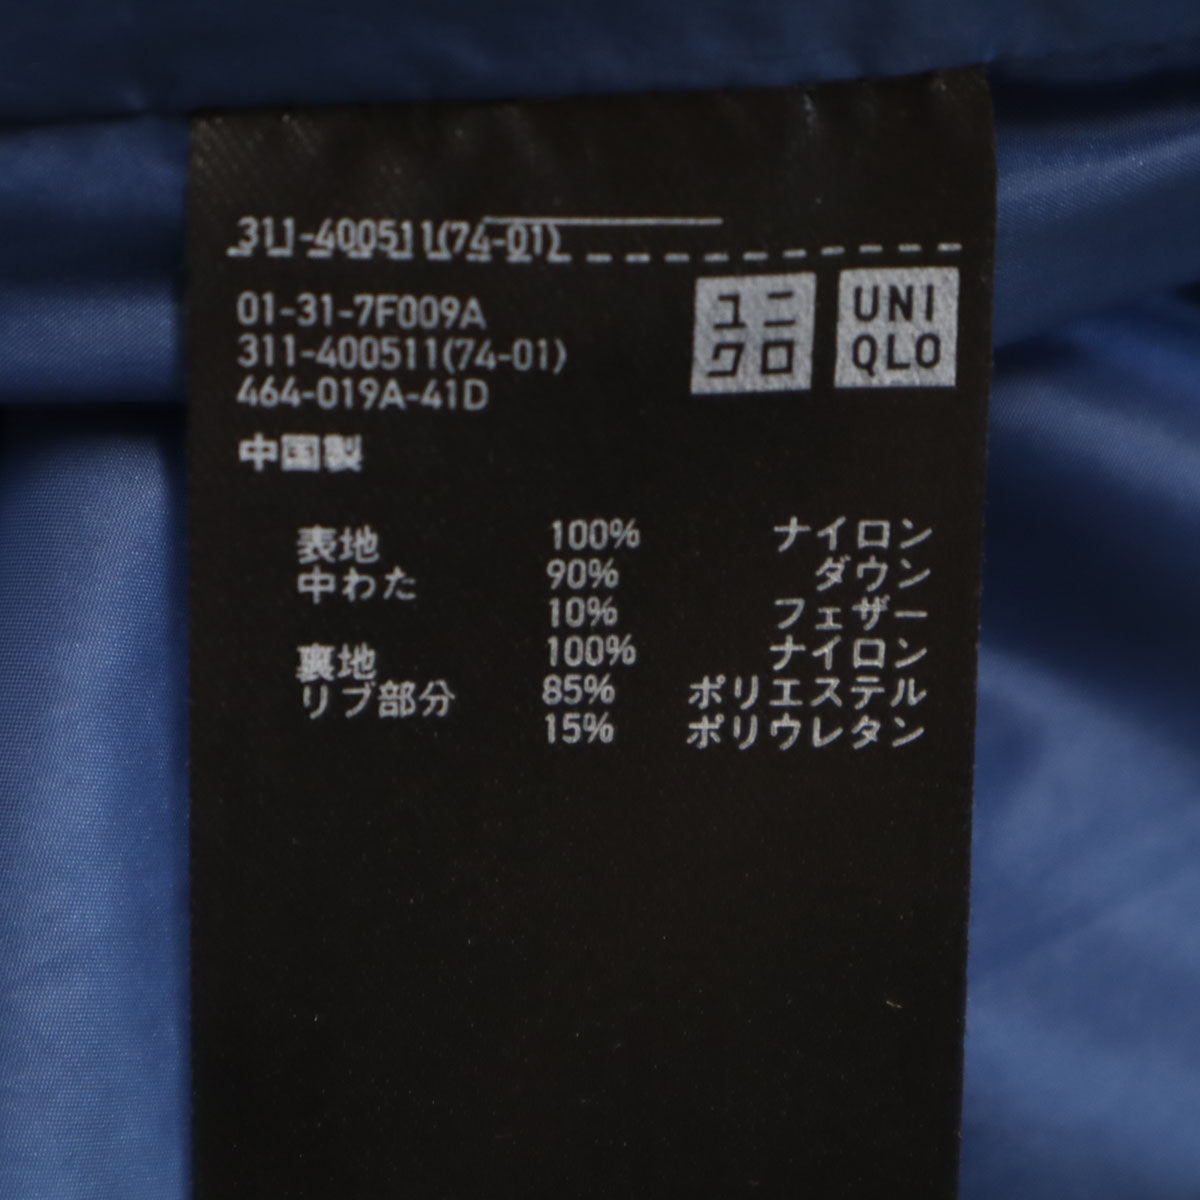 311-400511(74-01)
ユニ
クロ
UNI
QLO
01-31-7F009A
311-400511(74-01)
464-019A-41D
中国製
表地 100% ナイロン
中わた 90% ダウン
10% フェザー
裏地 100% ナイロン
リブ部分 85% ポリエステル
15% ポリウレタン